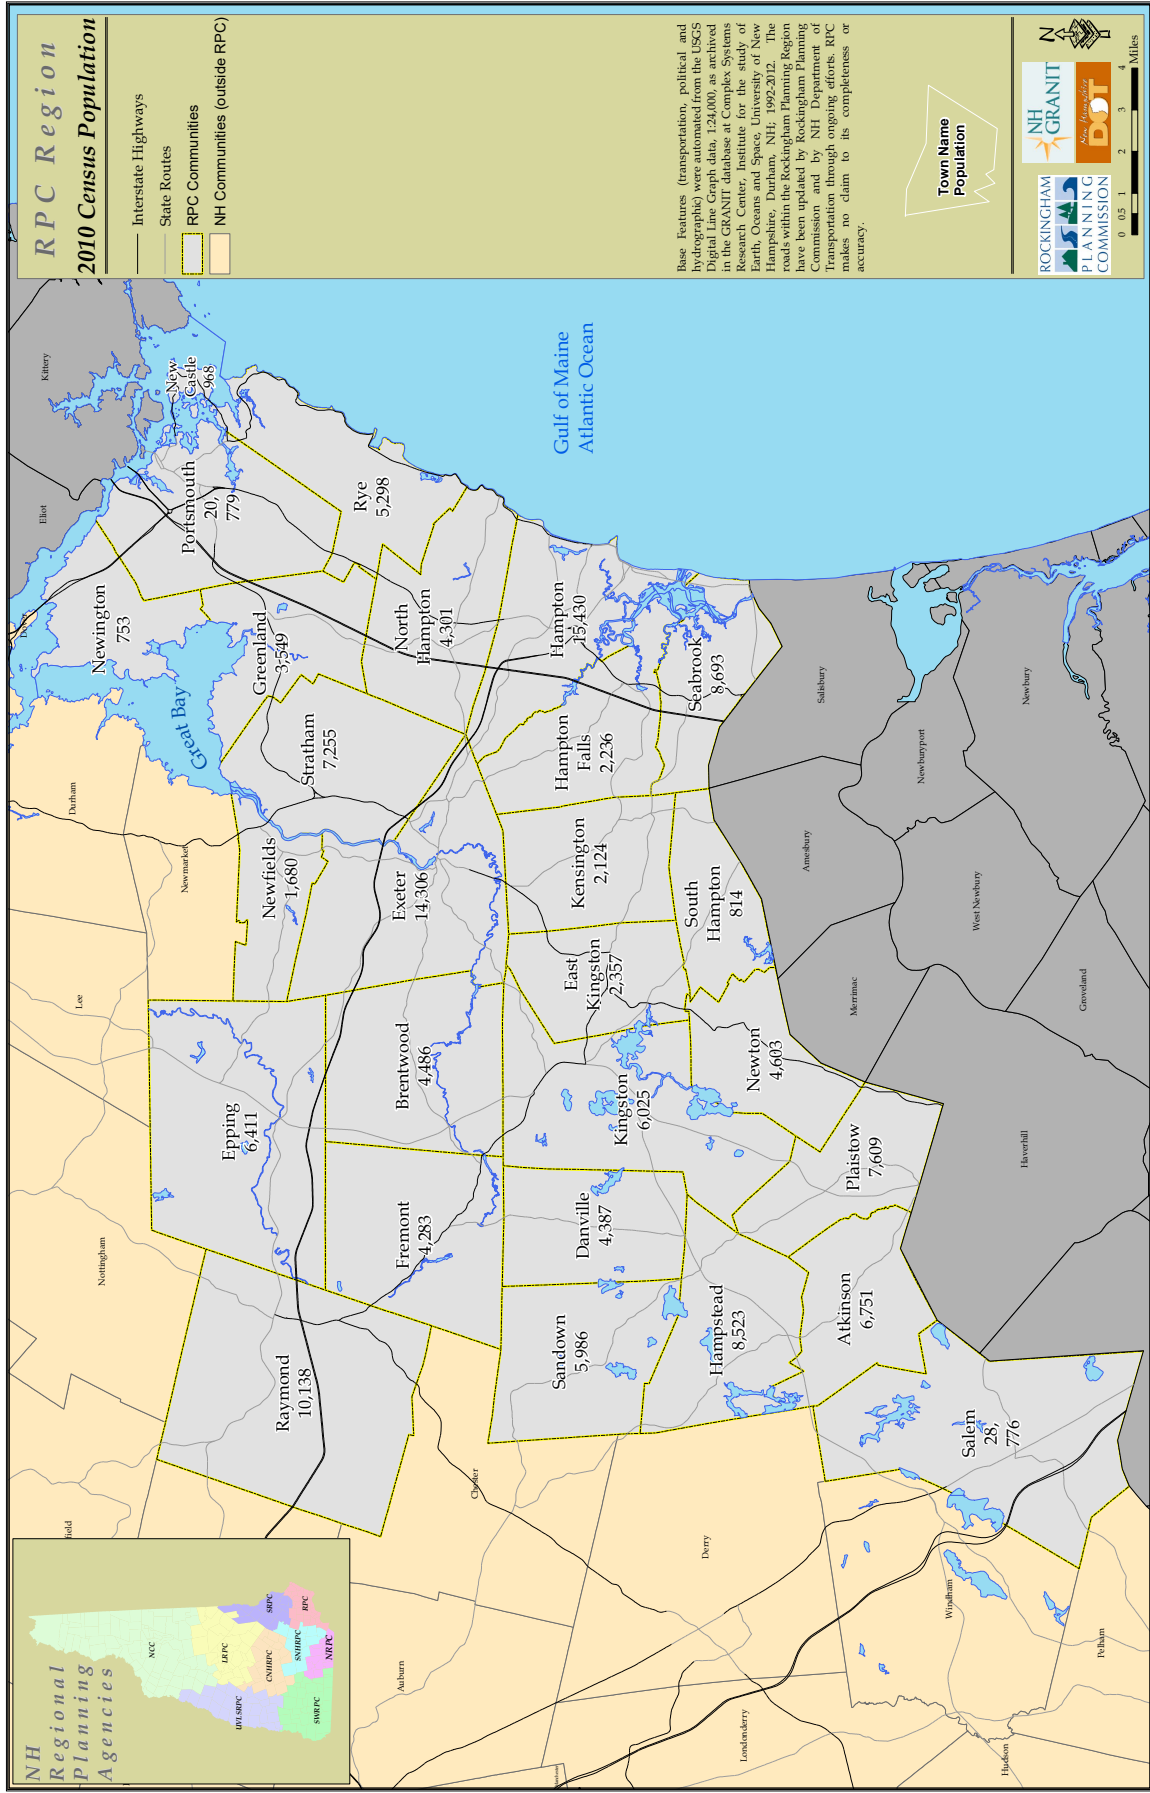 RPC Region
2010 Census Population
Interstate Highways
State Routes
RPC Communities
NH Communities (outside RPC)
Base Features (transportation, political and
hydrographic) were automated from the USGS
Digital Line Graph data, 1:24,000, as archived
in the GRANIT database at Complex Systems
Research Center, Institute for the study of
Earth, Oceans and Space, University of New
Hampshire, Durham, NH; 1992-2012. The
roads within the Rockingham Planning Region
have been updated by Rockingham Planning
Commission and by NH Department of
Transportation through ongoing efforts. RPC
makes no claim to its completeness or
accuracy.
Town Name
Population
ROCKINGHAM
PLANNING
COMMISSION
NH
GRANIT
New Hampshire
DOT
N
0 0.5 1 2 3 4
Miles
NH
Regional
Planning
Agencies
NCC
LRPC
UVLSRPC
CNHRPC
SRPC
SNHRPC
RPC
NRPC
SWRPC
Gulf of Maine
Atlantic Ocean
Great Bay
Kittery
Eliot
Dover
Durham
Newmarket
Lee
Nottingham
field
Chester
Auburn
Derry
Londonderry
Windham
Hudson
Pelham
Salisbury
Newburyport
Newbury
Amesbury
West Newbury
Merrimac
Groveland
Haverhill
New
Castle
968
Portsmouth
20,
779
Rye
5,298
Newington
753
Greenland
3,549
North
Hampton
4,301
Hampton
15,430
Seabrook
8,693
Stratham
7,255
Hampton
Falls
2,236
Newfields
1,680
Exeter
14,306
Kensington
2,124
South
Hampton
814
East
Kingston
2,357
Epping
6,411
Brentwood
4,486
Kingston
6,025
Newton
4,603
Fremont
4,283
Danville
4,387
Plaistow
7,609
Raymond
10,138
Sandown
5,986
Hampstead
8,523
Atkinson
6,751
Salem
28,
776